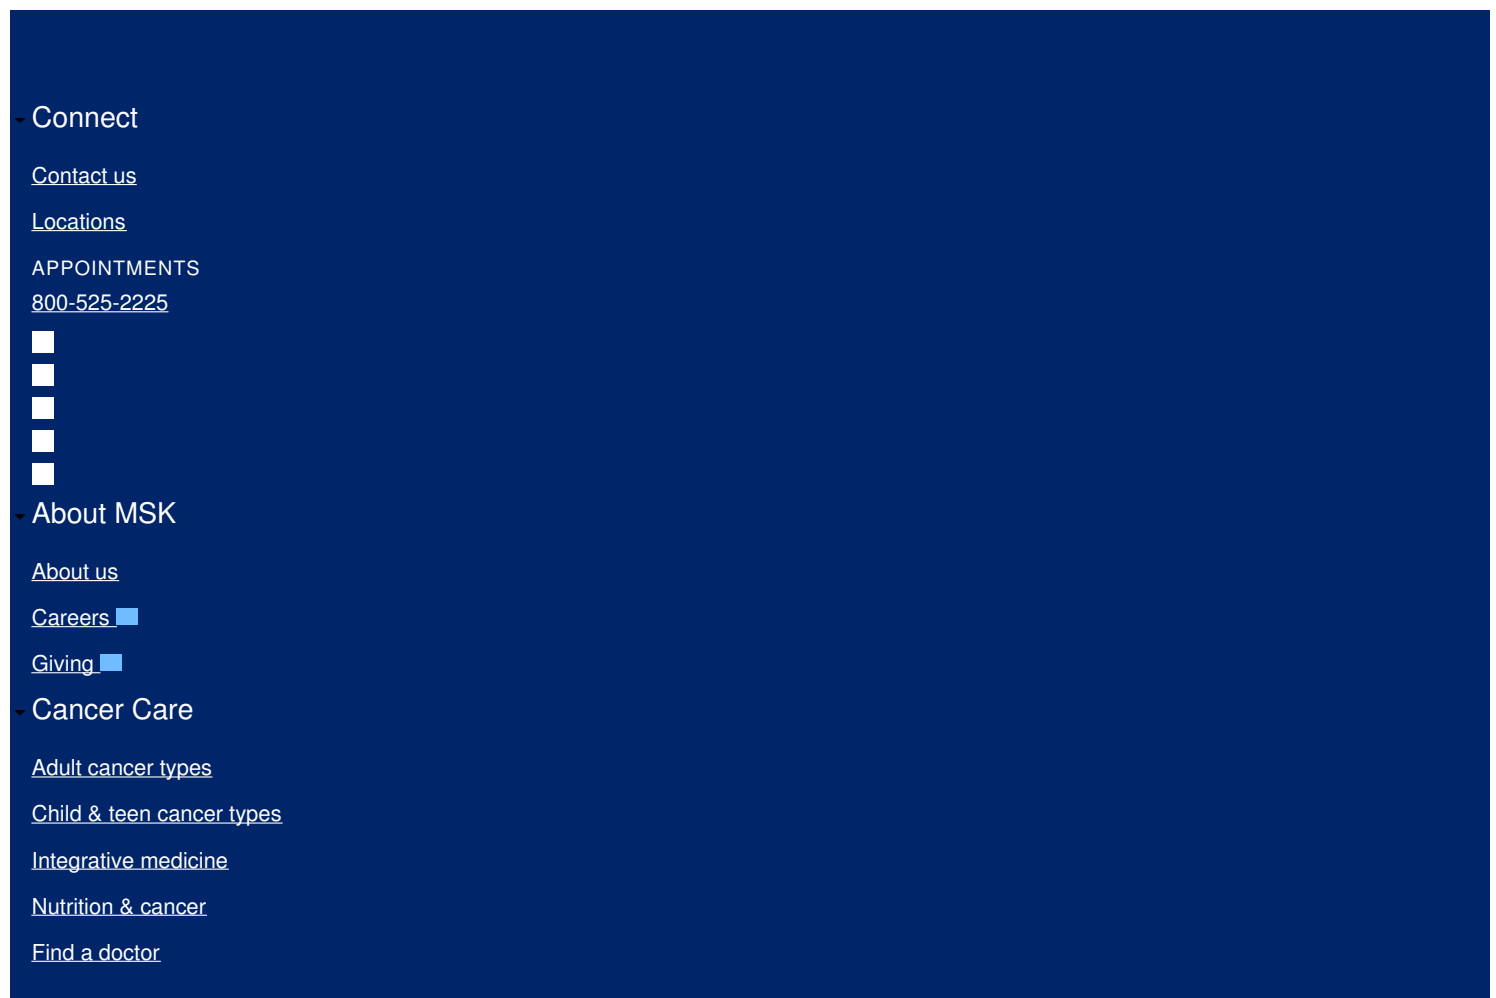 Connect
Contact us
Locations
APPOINTMENTS
800-525-2225
About MSK
About us
Careers
Giving
Cancer Care
Adult cancer types
Child & teen cancer types
Integrative medicine
Nutrition & cancer
Find a doctor